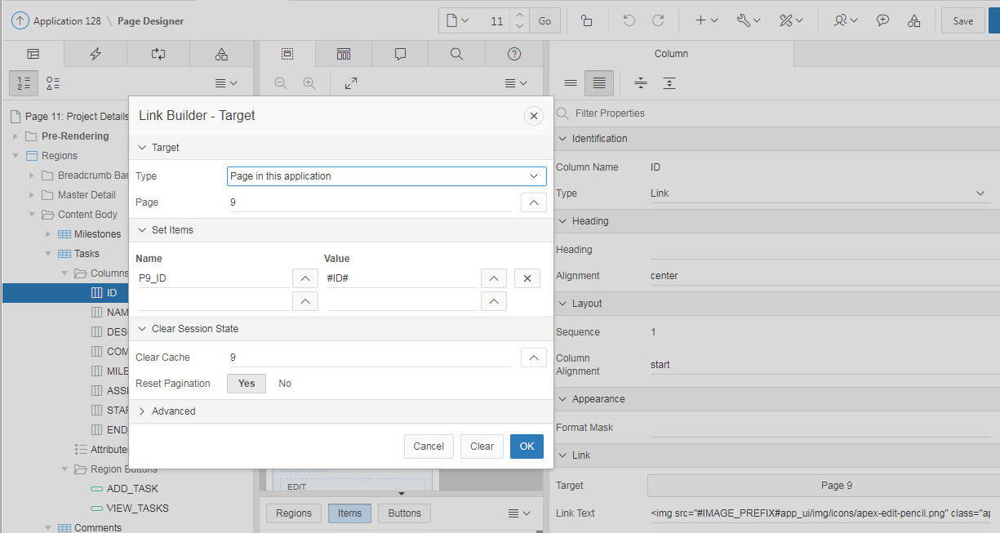 Application 128 \ Page Designer
11
Go
Save
Column
Page 11: Project Details
Pre-Rendering
Regions
Breadcrumb Bar
Master Detail
Content Body
Milestones
Tasks
Columns
ID
NAM
DES
COM
MILE
ASSI
STAR
END_
Attributes
Region Buttons
ADD_TASK
VIEW_TASKS
Comments
Link Builder - Target
Target
Type Page in this application
Page 9
Set Items
Name Value
P9_ID #ID#
Clear Session State
Clear Cache 9
Reset Pagination Yes No
Advanced
Cancel Clear OK
EDIT
Regions Items Buttons
Filter Properties
Identification
Column Name ID
Type Link
Heading
Heading
Alignment center
Layout
Sequence 1
Column
Alignment start
Appearance
Format Mask
Link
Target Page 9
Link Text <img src="#IMAGE_PREFIX#app_ui/img/icons/apex-edit-pencil.png" class="ap